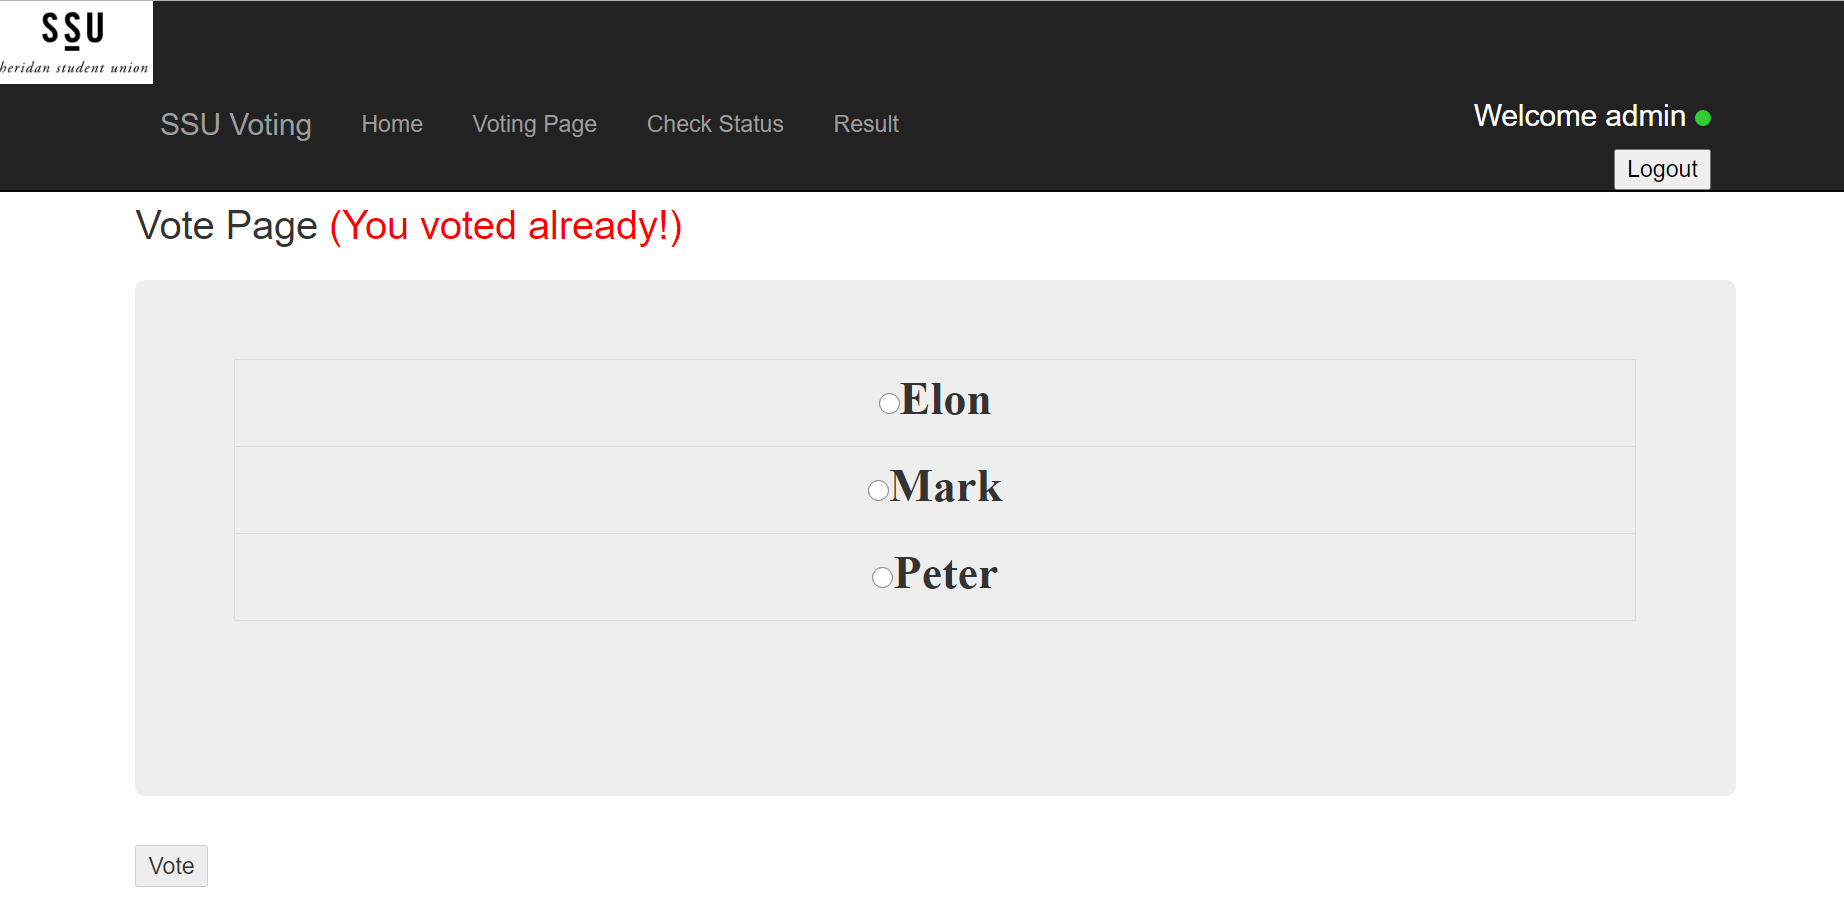 SSU
heridan student union
SSU Voting Home Voting Page Check Status Result
Welcome admin
Logout
Vote Page (You voted already!)
Elon
Mark
Peter
Vote